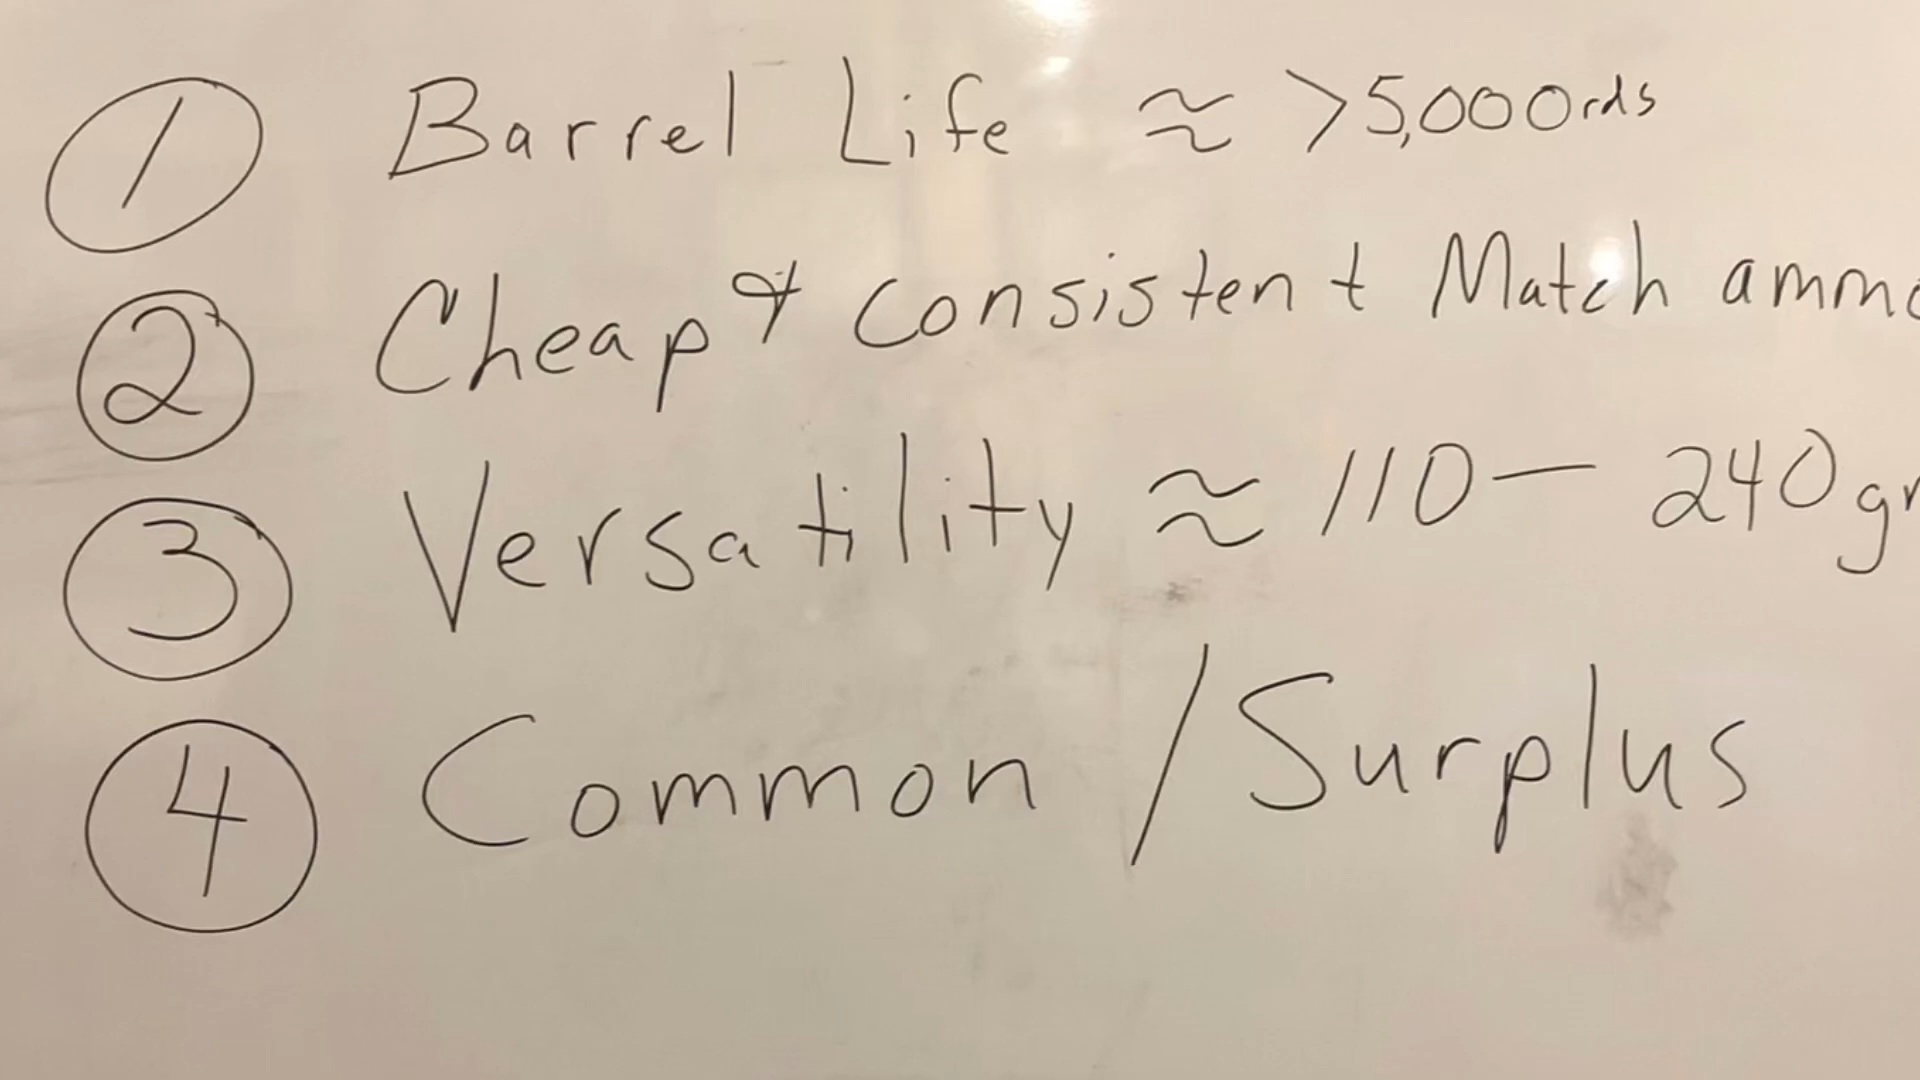 ① Barrel Life ≈ >5,000rds
② Cheap & consistent Match ammo
③ Versatility ≈ 110 — 240gr
④ Common / Surplus